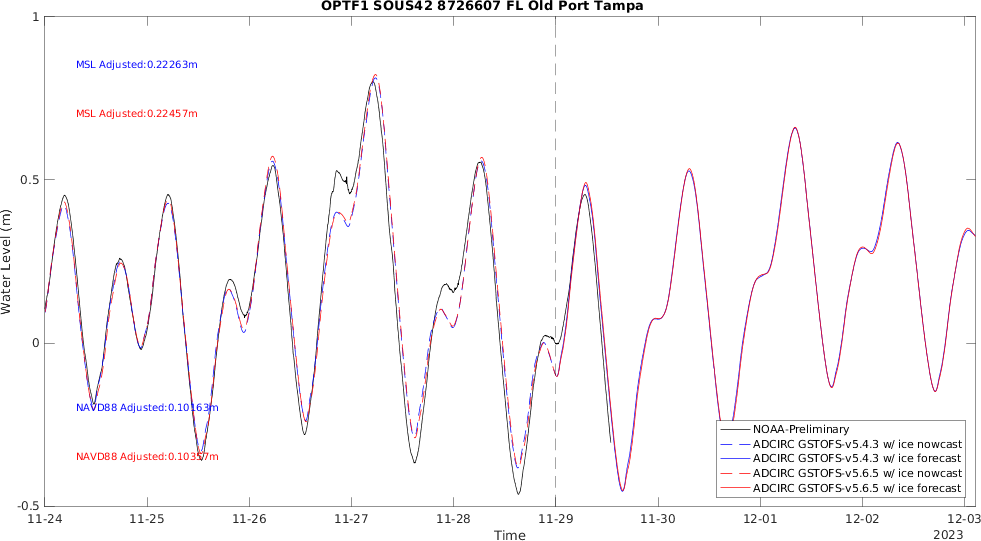 OPTF1 SOUS42 8726607 FL Old Port Tampa
1
0.5
0
-0.5
Water Level (m)
MSL Adjusted:0.22263m
MSL Adjusted:0.22457m
NAVD88 Adjusted:0.10163m
NAVD88 Adjusted:0.10357m
NOAA-Preliminary
ADCIRC GSTOFS-v5.4.3 w/ ice nowcast
ADCIRC GSTOFS-v5.4.3 w/ ice forecast
ADCIRC GSTOFS-v5.6.5 w/ ice nowcast
ADCIRC GSTOFS-v5.6.5 w/ ice forecast
11-24 11-25 11-26 11-27 11-28 11-29 11-30 12-01 12-02 12-03
Time
2023